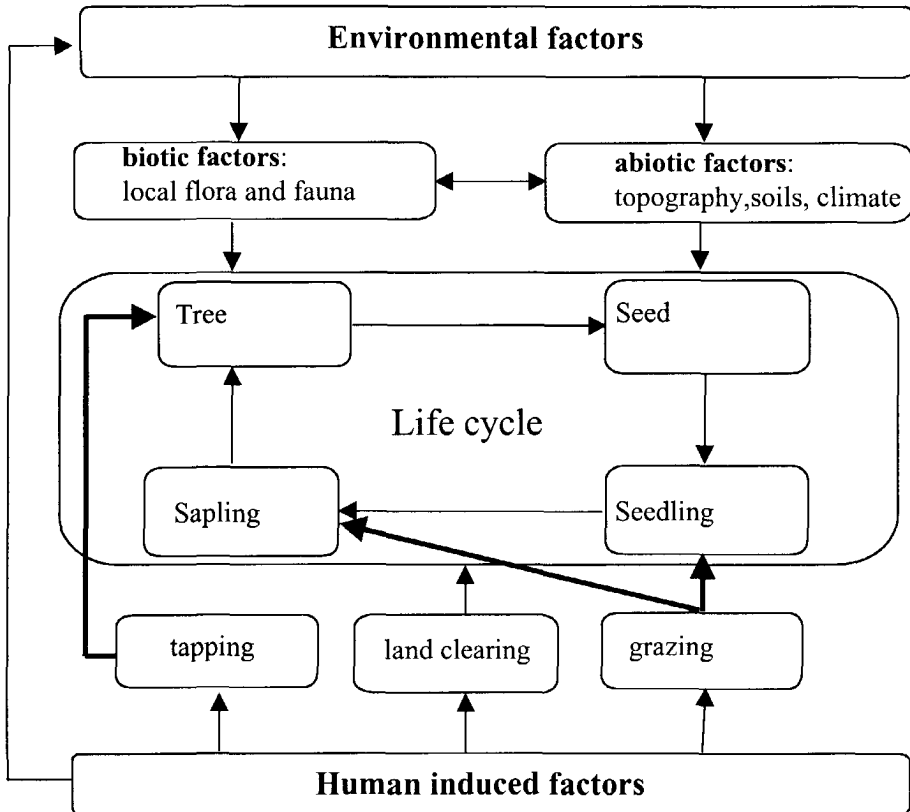 Environmental factors
biotic factors:
local flora and fauna
abiotic factors:
topography,soils, climate
Tree
Seed
Life cycle
Sapling
Seedling
tapping
land clearing
grazing
Human induced factors